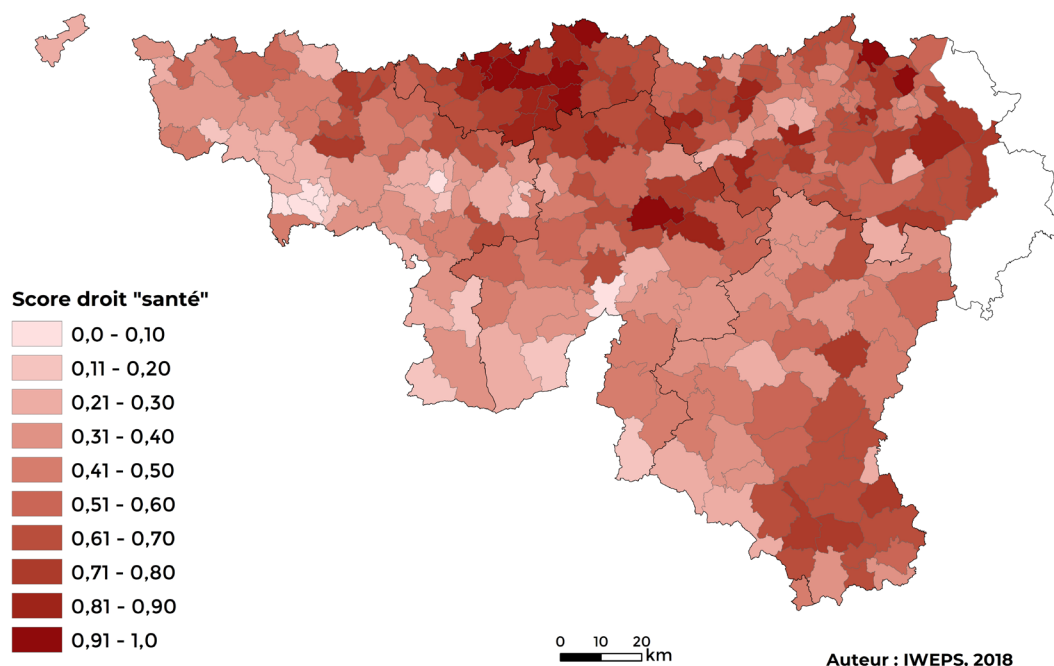 Score droit "santé"
0,0 - 0,10
0,11 - 0,20
0,21 - 0,30
0,31 - 0,40
0,41 - 0,50
0,51 - 0,60
0,61 - 0,70
0,71 - 0,80
0,81 - 0,90
0,91 - 1,0
0 10 20
km
Auteur : IWEPS, 2018